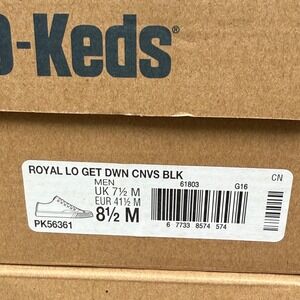 -Keds®
ROYAL LO GET DWN CNVS BLK
CN
MEN
UK 7½ M
EUR 41½ M
8½ M
61803
G16
PK56361
6 77338 8574 574